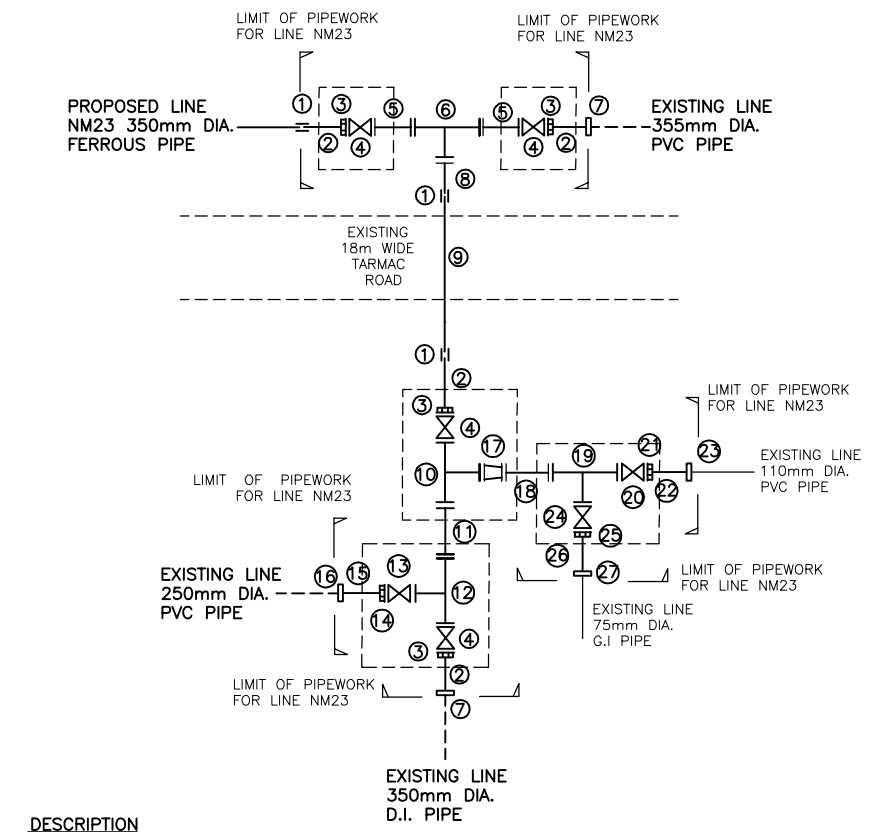 LIMIT OF PIPEWORK
FOR LINE NM23
LIMIT OF PIPEWORK
FOR LINE NM23
PROPOSED LINE
NM23 350mm DIA.
FERROUS PIPE
1
2
3
4
5
6
5
3
4
2
7
EXISTING LINE
355mm DIA.
PVC PIPE
8
1
EXISTING
18m WIDE
TARMAC
ROAD
9
1
2
3
4
10
17
18
19
20
21
22
23
LIMIT OF PIPEWORK
FOR LINE NM23
EXISTING LINE
110mm DIA.
PVC PIPE
24
25
26
27
LIMIT OF PIPEWORK
FOR LINE NM23
EXISTING LINE
75mm DIA.
G.I PIPE
LIMIT OF PIPEWORK
FOR LINE NM23
11
EXISTING LINE
250mm DIA.
PVC PIPE
16
15
13
14
12
3
4
2
7
LIMIT OF PIPEWORK
FOR LINE NM23
EXISTING LINE
350mm DIA.
D.I. PIPE
DESCRIPTION